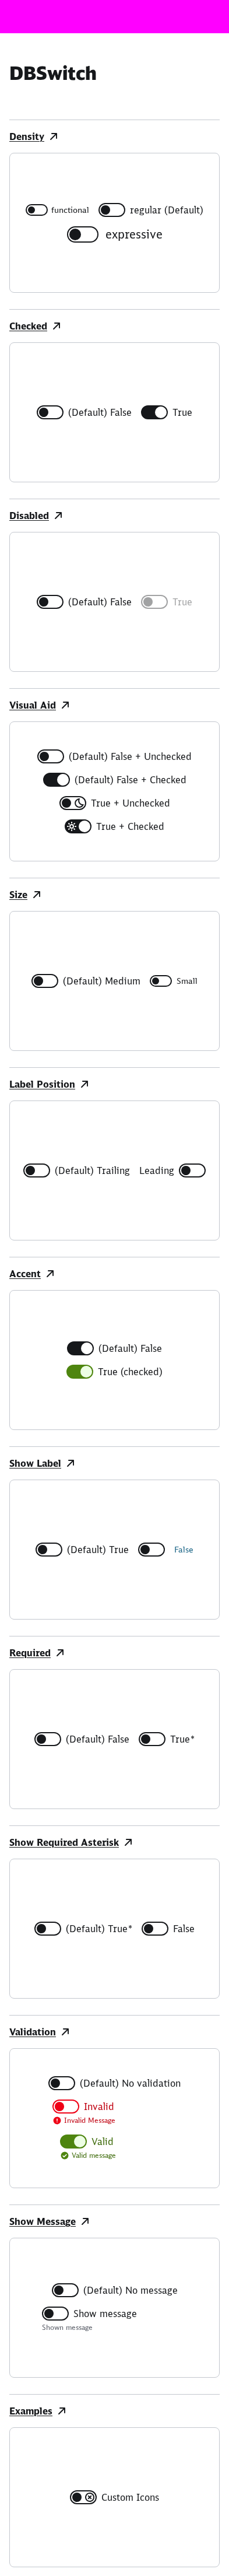 DBSwitch
Density
functional
regular (Default)
expressive
Checked
(Default) False
True
Disabled
(Default) False
True
Visual Aid
(Default) False + Unchecked
(Default) False + Checked
True + Unchecked
True + Checked
Size
(Default) Medium
Small
Label Position
(Default) Trailing
Leading
Accent
(Default) False
True (checked)
Show Label
(Default) True
False
Required
(Default) False
True*
Show Required Asterisk
(Default) True*
False
Validation
(Default) No validation
Invalid
Invalid Message
Valid
Valid message
Show Message
(Default) No message
Show message
Shown message
Examples
Custom Icons